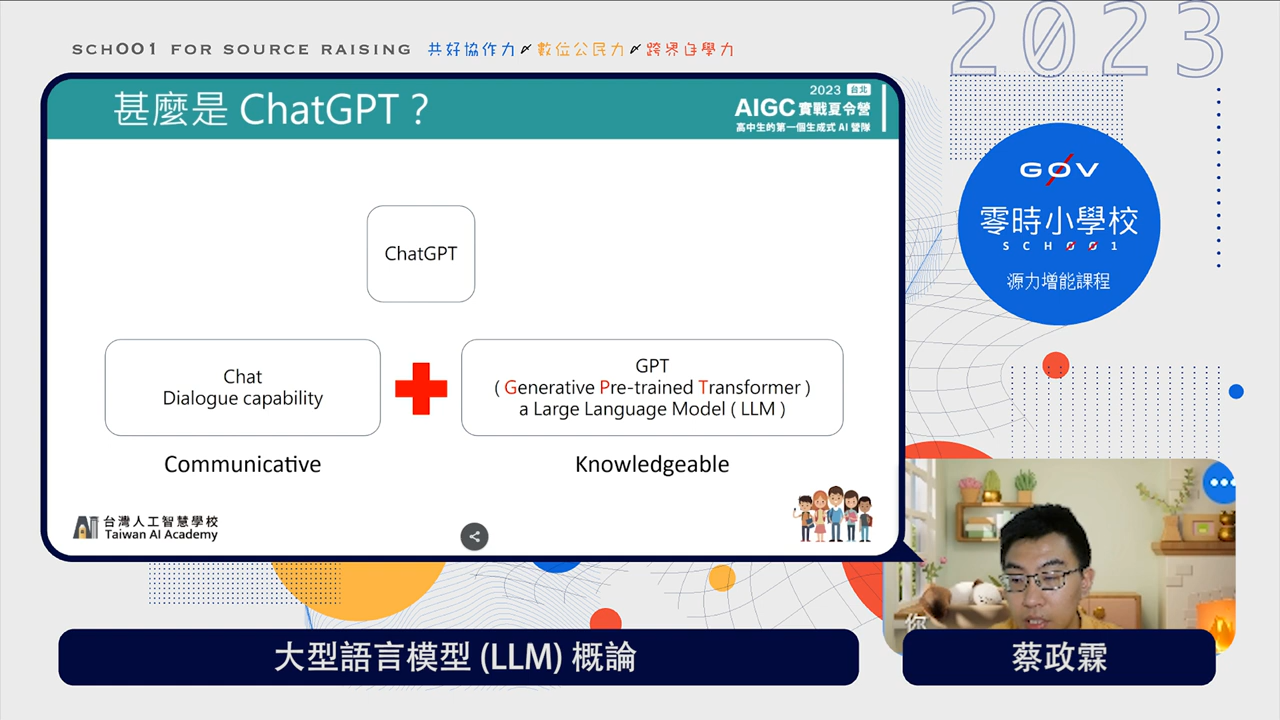 SCH001 FOR SOURCE RAISING 共好協作力 數位公民力 跨界自學力
2023
甚麼是 ChatGPT？
2023 台北
AIGC 實戰夏令營
高中生的第一個生成式 AI 營隊
GOV
零時小學校
SCH001
源力增能課程
ChatGPT
Chat
Dialogue capability
GPT
( Generative Pre-trained Transformer )
a Large Language Model ( LLM )
Communicative
Knowledgeable
台灣人工智慧學校
Taiwan AI Academy
你
大型語言模型 (LLM) 概論
蔡政霖